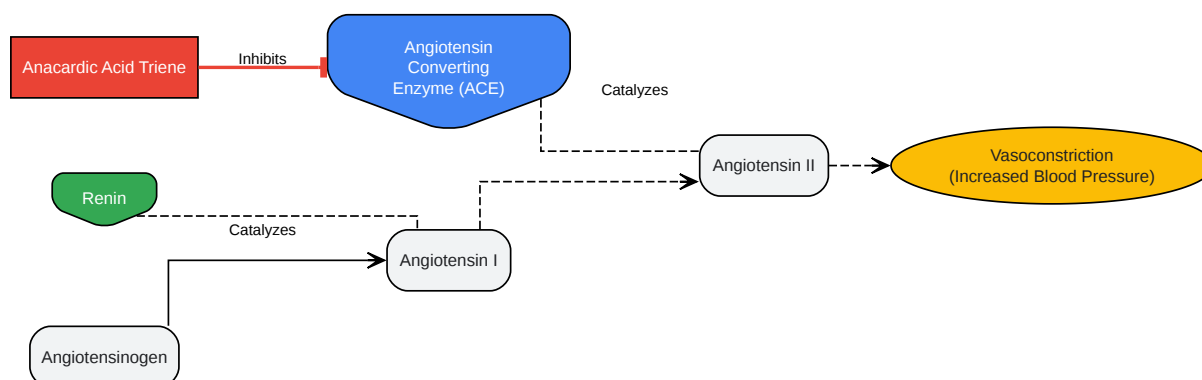 Anacardic Acid Triene
Inhibits
Angiotensin
Converting
Enzyme (ACE)
Catalyzes
Angiotensin II
Vasoconstriction
(Increased Blood Pressure)
Renin
Catalyzes
Angiotensin I
Angiotensinogen